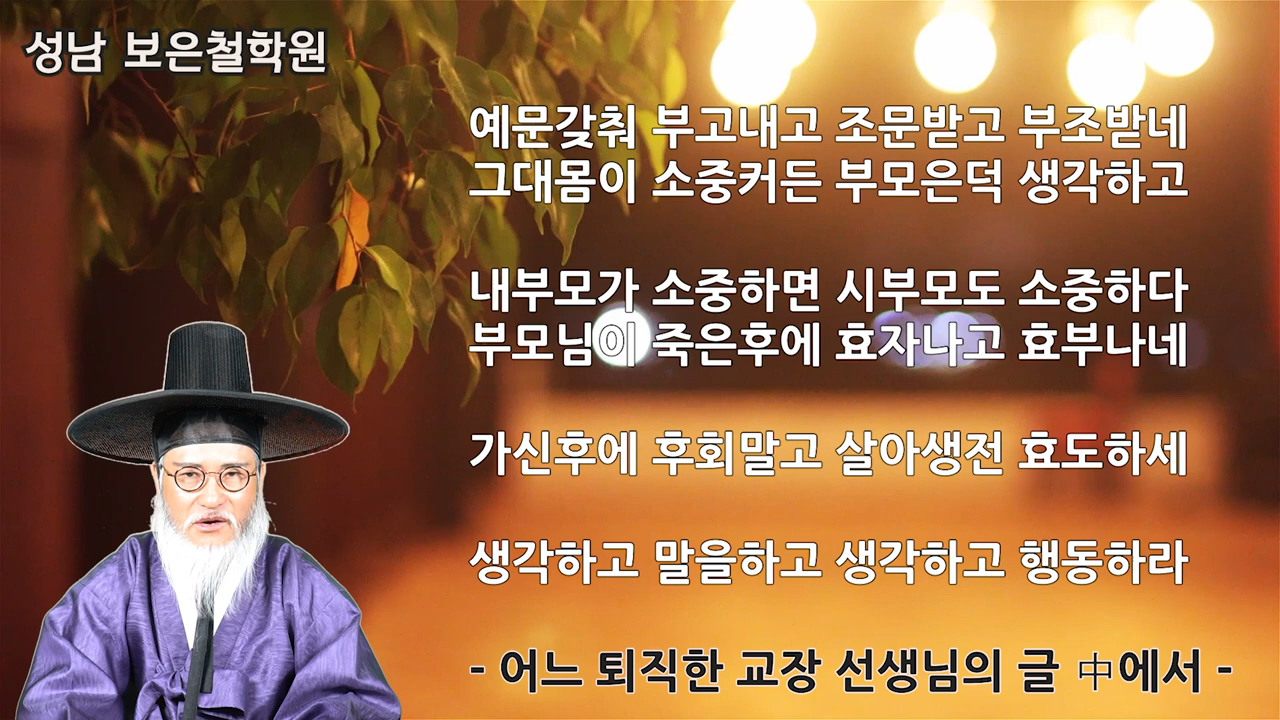 성남 보은철학원
예문갖춰 부고내고 조문받고 부조받네
그대몸이 소중커든 부모은덕 생각하고
내부모가 소중하면 시부모도 소중하다
부모님이 죽은후에 효자나고 효부나네
가신후에 후회말고 살아생전 효도하세
생각하고 말을하고 생각하고 행동하라
- 어느 퇴직한 교장 선생님의 글 中에서 -